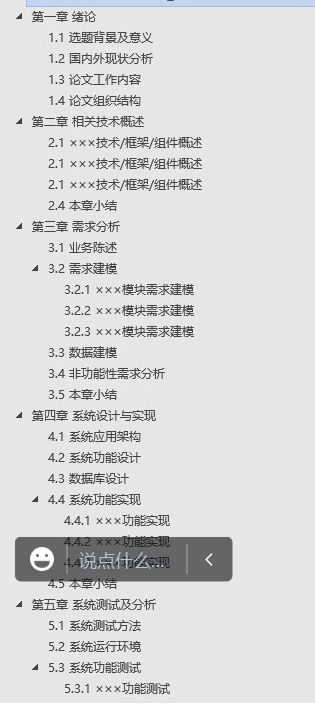 第一章 绪论
1.1 选题背景及意义
1.2 国内外现状分析
1.3 论文工作内容
1.4 论文组织结构
第二章 相关技术概述
2.1 ×××技术/框架/组件概述
2.1 ×××技术/框架/组件概述
2.1 ×××技术/框架/组件概述
2.4 本章小结
第三章 需求分析
3.1 业务陈述
3.2 需求建模
3.2.1 ×××模块需求建模
3.2.2 ×××模块需求建模
3.2.3 ×××模块需求建模
3.3 数据建模
3.4 非功能性需求分析
3.5 本章小结
第四章 系统设计与实现
4.1 系统应用架构
4.2 系统功能设计
4.3 数据库设计
4.4 系统功能实现
4.4.1 ×××功能实现
4.4.2 ×××功能实现
说点什么...
4.4 功能实现
4.5 本章小结
第五章 系统测试及分析
5.1 系统测试方法
5.2 系统运行环境
5.3 系统功能测试
5.3.1 ×××功能测试